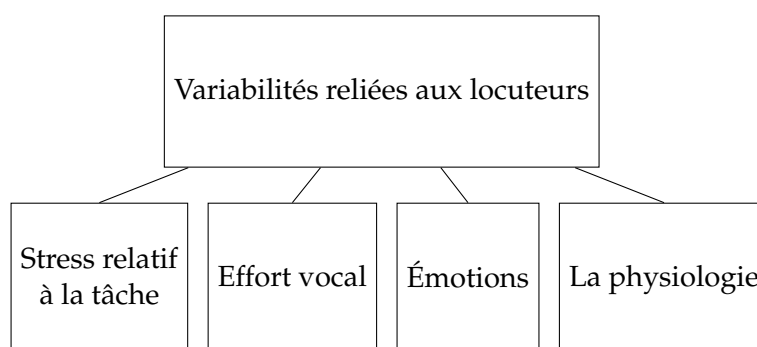 Variabilités reliées aux locuteurs
Stress relatif
à la tâche
Effort vocal
Émotions
La physiologie